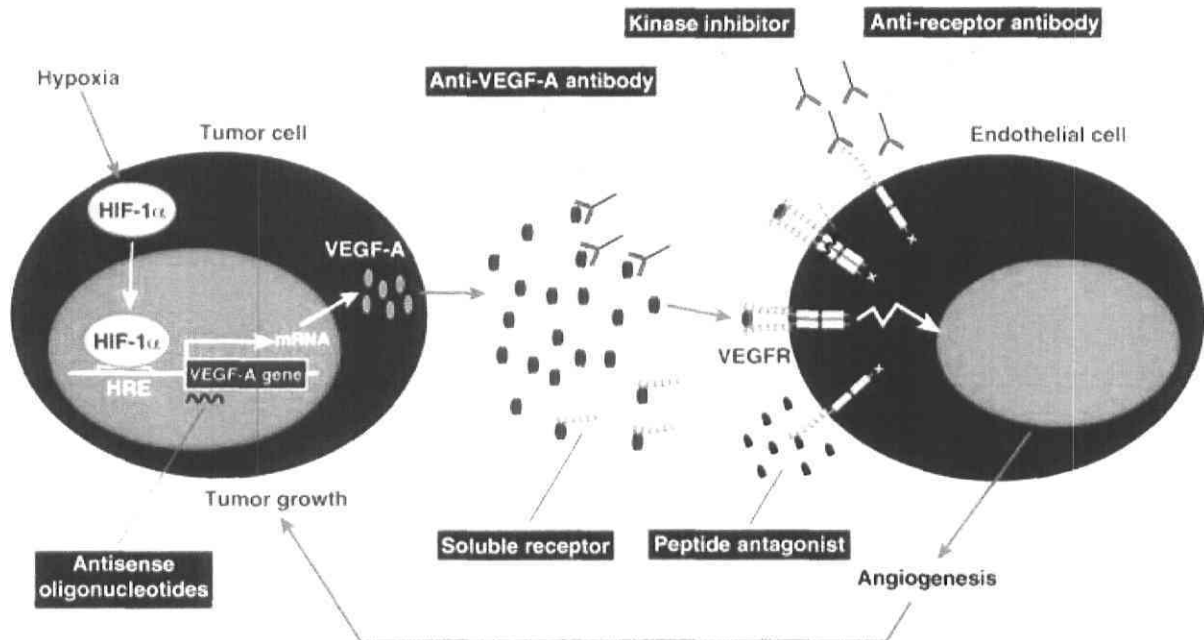 Kinase inhibitor
Anti-receptor antibody
Hypoxia
Anti-VEGF-A antibody
Tumor cell
Endothelial cell
HIF-1α
VEGF-A
HIF-1α
mRNA
VEGFR
VEGF-A gene
HRE
Tumor growth
Soluble receptor
Peptide antagonist
Antisense
oligonucleotides
Angiogenesis